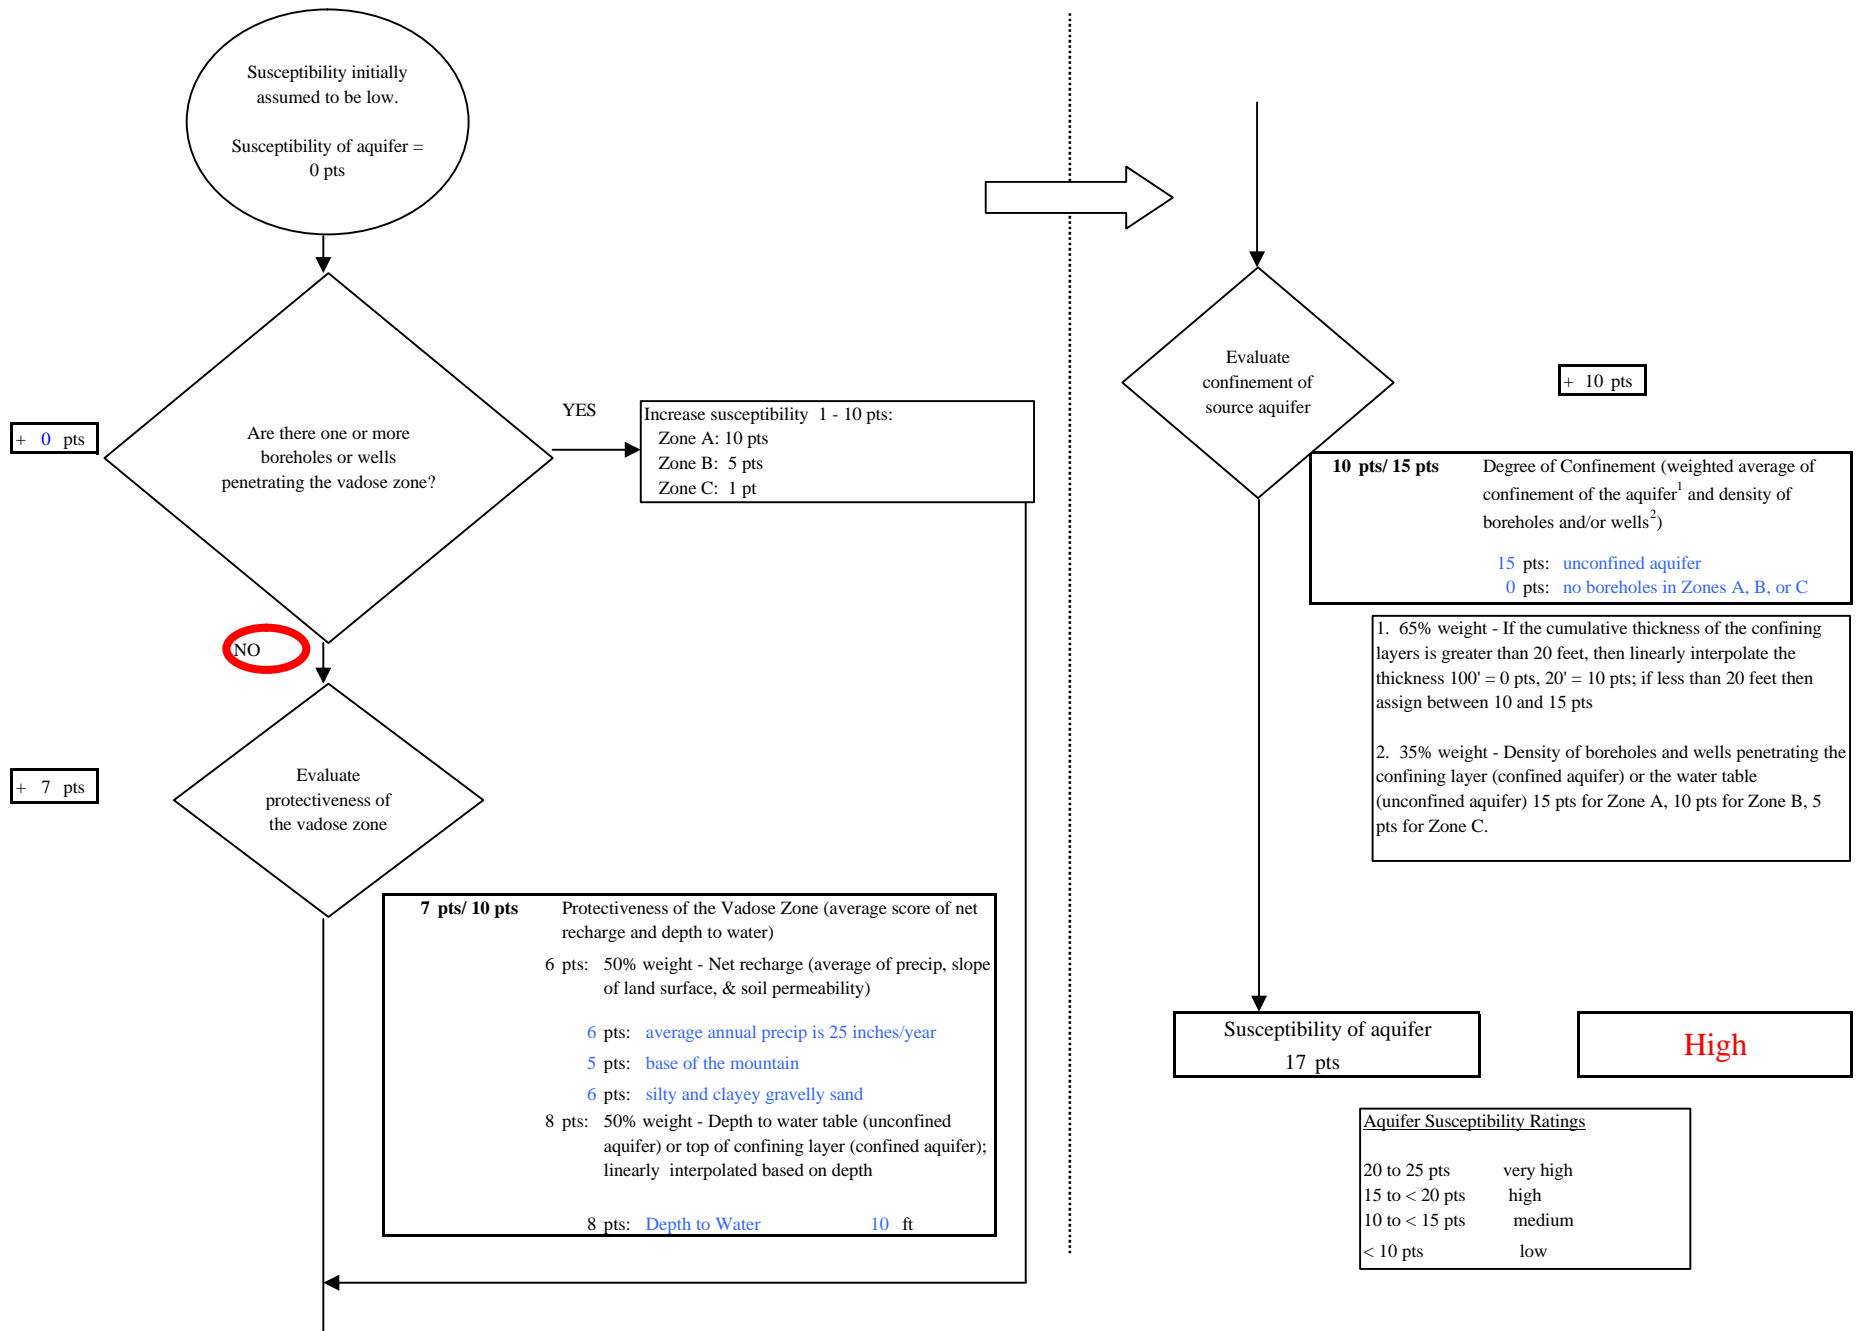 Susceptibility initially
assumed to be low.
Susceptibility of aquifer =
0 pts
+ 0 pts
Are there one or more
boreholes or wells
penetrating the vadose zone?
YES
Increase susceptibility 1 - 10 pts:
Zone A: 10 pts
Zone B: 5 pts
Zone C: 1 pt
NO
+ 7 pts
Evaluate
protectiveness of
the vadose zone
7 pts/ 10 pts Protectiveness of the Vadose Zone (average score of net
recharge and depth to water)
6 pts: 50% weight - Net recharge (average of precip, slope
of land surface, & soil permeability)
6 pts: average annual precip is 25 inches/year
5 pts: base of the mountain
6 pts: silty and clayey gravelly sand
8 pts: 50% weight - Depth to water table (unconfined
aquifer) or top of confining layer (confined aquifer);
linearly interpolated based on depth
8 pts: Depth to Water 10 ft
Evaluate
confinement of
source aquifer
+ 10 pts
10 pts/ 15 pts Degree of Confinement (weighted average of
confinement of the aquifer1 and density of
boreholes and/or wells2)
15 pts: unconfined aquifer
0 pts: no boreholes in Zones A, B, or C
1. 65% weight - If the cumulative thickness of the confining
layers is greater than 20 feet, then linearly interpolate the
thickness 100' = 0 pts, 20' = 10 pts; if less than 20 feet then
assign between 10 and 15 pts
2. 35% weight - Density of boreholes and wells penetrating the
confining layer (confined aquifer) or the water table
(unconfined aquifer) 15 pts for Zone A, 10 pts for Zone B, 5
pts for Zone C.
Susceptibility of aquifer
17 pts
High
Aquifer Susceptibility Ratings
20 to 25 pts very high
15 to < 20 pts high
10 to < 15 pts medium
< 10 pts low